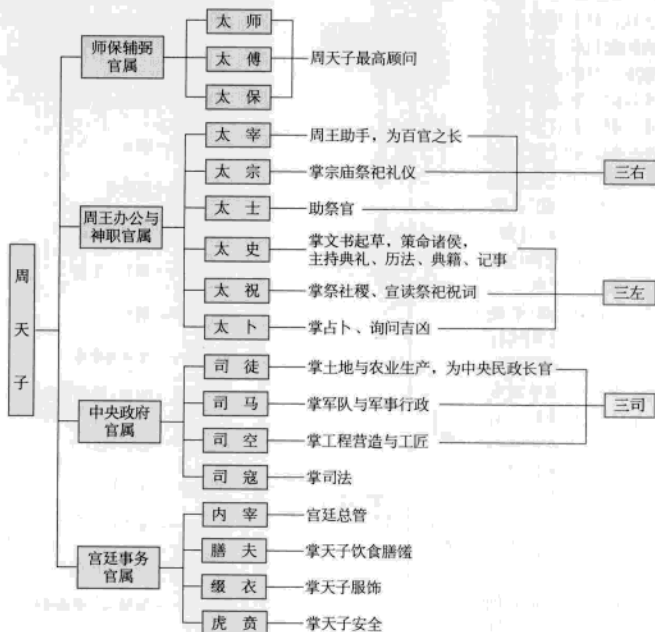 周天子
师保辅弼
官属
太师
太傅
周天子最高顾问
太保
周王办公与
神职官属
太宰
周王助手，为百官之长
太宗
掌宗庙祭祀礼仪
三右
太士
助祭官
太史
掌文书起草，策命诸侯，
主持典礼、历法、典籍、记事
太祝
掌祭社稷、宣读祭祀祝词
三左
太卜
掌占卜、询问吉凶
中央政府
官属
司徒
掌土地与农业生产，为中央民政长官
司马
掌军队与军事行政
三司
司空
掌工程营造与工匠
司寇
掌司法
宫廷事务
官属
内宰
宫廷总管
膳夫
掌天子饮食膳馐
缀衣
掌天子服饰
虎贲
掌天子安全